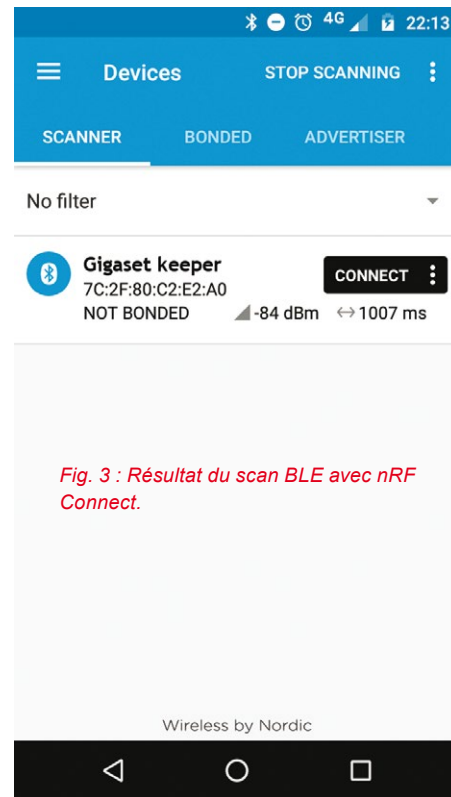 4G 22:13
Devices STOP SCANNING
SCANNER BONDED ADVERTISER
No filter
Gigaset keeper
CONNECT
7C:2F:80:C2:E2:A0
NOT BONDED -84 dBm 1007 ms
Fig. 3 : Résultat du scan BLE avec nRF
Connect.
Wireless by Nordic